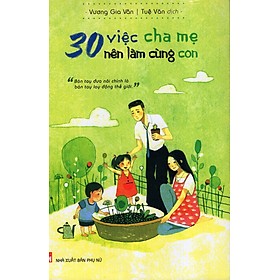 Vương Gia Vân | Tuệ Văn dịch
30 việc cha mẹ
nên làm cùng con
“Bàn tay đưa nôi chính là
bàn tay lay động thế giới.”
NHÀ XUẤT BẢN PHỤ NỮ